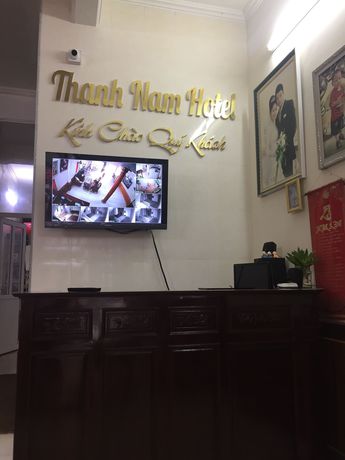 Thanh Nam Hotel
Kính Chào Quý Khách